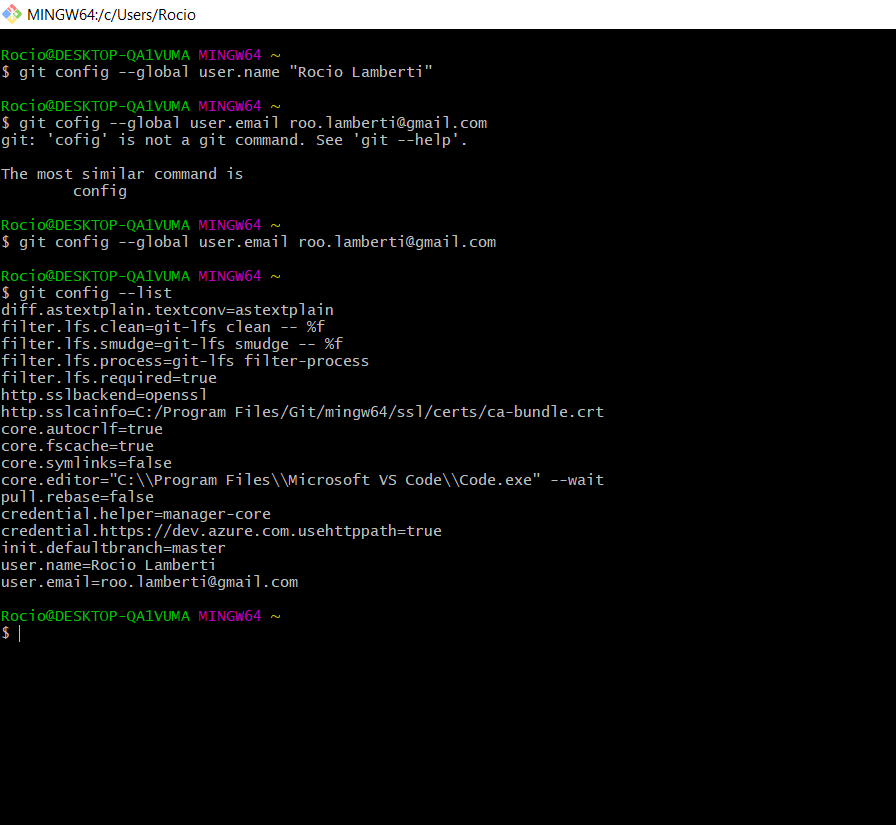 MINGW64:/c/Users/Rocio
Rocio@DESKTOP-QA1VUMA MINGW64 ~
$ git config --global user.name "Rocio Lamberti"
Rocio@DESKTOP-QA1VUMA MINGW64 ~
$ git cofig --global user.email roo.lamberti@gmail.com
git: 'cofig' is not a git command. See 'git --help'.
The most similar command is
config
Rocio@DESKTOP-QA1VUMA MINGW64 ~
$ git config --global user.email roo.lamberti@gmail.com
Rocio@DESKTOP-QA1VUMA MINGW64 ~
$ git config --list
diff.astextplain.textconv=astextplain
filter.lfs.clean=git-lfs clean -- %f
filter.lfs.smudge=git-lfs smudge -- %f
filter.lfs.process=git-lfs filter-process
filter.lfs.required=true
http.sslbackend=openssl
http.sslcainfo=C:/Program Files/Git/mingw64/ssl/certs/ca-bundle.crt
core.autocrlf=true
core.fscache=true
core.symlinks=false
core.editor="C:\\Program Files\\Microsoft VS Code\\Code.exe" --wait
pull.rebase=false
credential.helper=manager-core
credential.https://dev.azure.com.usehttppath=true
init.defaultbranch=master
user.name=Rocio Lamberti
user.email=roo.lamberti@gmail.com
Rocio@DESKTOP-QA1VUMA MINGW64 ~
$